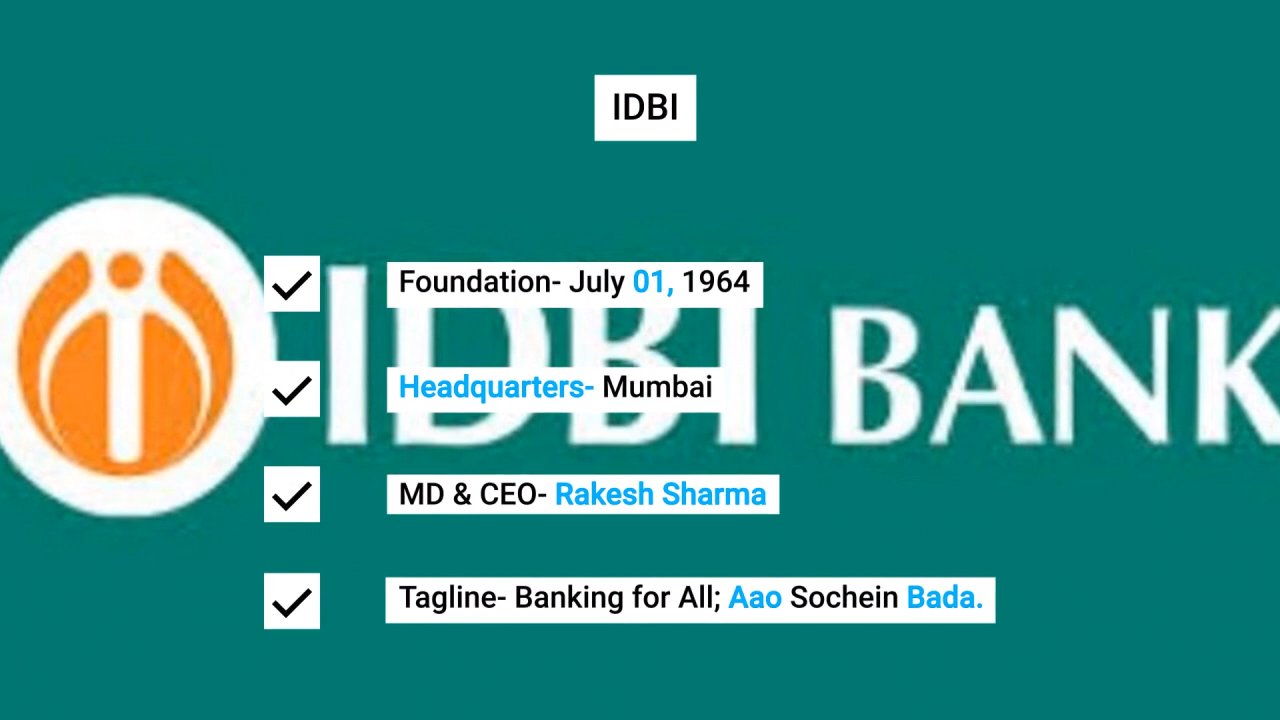 IDBI
Foundation- July 01, 1964
IDBI BANK
Headquarters- Mumbai
MD & CEO- Rakesh Sharma
Tagline- Banking for All; Aao Sochein Bada.